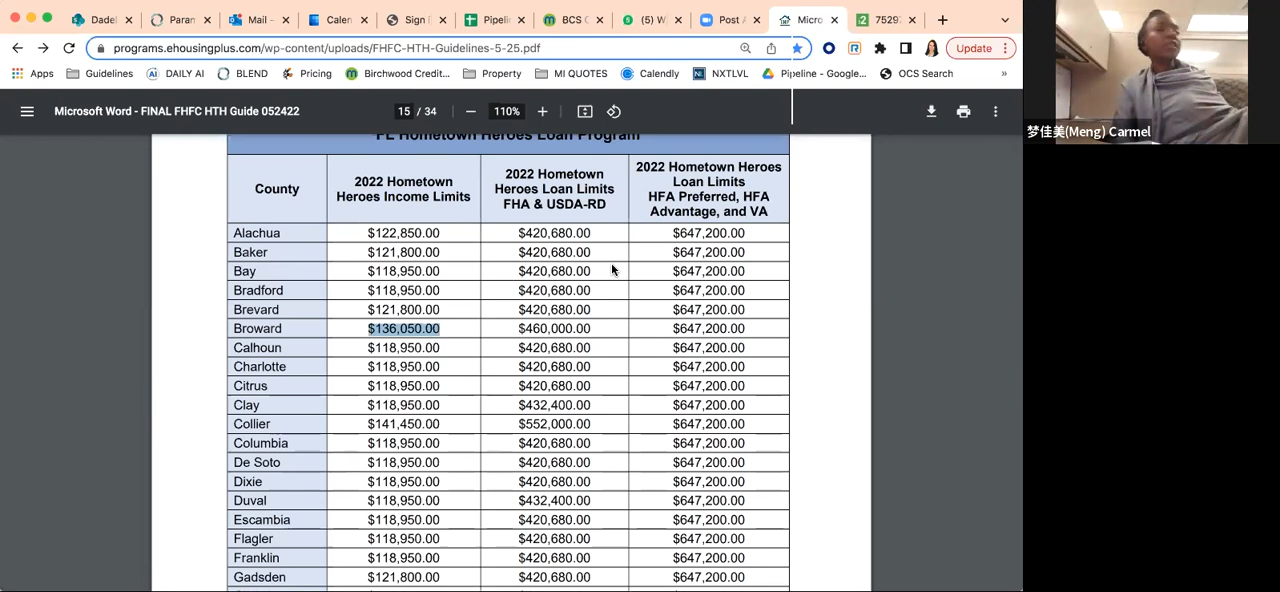 Dadel
Paran
Mail -
Calen
Sign i
Pipelin
BCS C
(5) W
Post A
Micro
7529
programs.ehousingplus.com/wp-content/uploads/FHFC-HTH-Guidelines-5-25.pdf
Update
Apps
Guidelines
DAILY AI
BLEND
Pricing
Birchwood Credit...
Property
MI QUOTES
Calendly
NXTLVL
Pipeline - Google...
OCS Search
»
Microsoft Word - FINAL FHFC HTH Guide 052422
15 / 34
110%
FL Hometown Heroes Loan Program
County
2022 Hometown
Heroes Income Limits
2022 Hometown
Heroes Loan Limits
FHA & USDA-RD
2022 Hometown Heroes
Loan Limits
HFA Preferred, HFA
Advantage, and VA
Alachua $122,850.00 $420,680.00 $647,200.00
Baker $121,800.00 $420,680.00 $647,200.00
Bay $118,950.00 $420,680.00 $647,200.00
Bradford $118,950.00 $420,680.00 $647,200.00
Brevard $121,800.00 $420,680.00 $647,200.00
Broward $136,050.00 $460,000.00 $647,200.00
Calhoun $118,950.00 $420,680.00 $647,200.00
Charlotte $118,950.00 $420,680.00 $647,200.00
Citrus $118,950.00 $420,680.00 $647,200.00
Clay $118,950.00 $432,400.00 $647,200.00
Collier $141,450.00 $552,000.00 $647,200.00
Columbia $118,950.00 $420,680.00 $647,200.00
De Soto $118,950.00 $420,680.00 $647,200.00
Dixie $118,950.00 $420,680.00 $647,200.00
Duval $118,950.00 $432,400.00 $647,200.00
Escambia $118,950.00 $420,680.00 $647,200.00
Flagler $118,950.00 $420,680.00 $647,200.00
Franklin $118,950.00 $420,680.00 $647,200.00
Gadsden $121,800.00 $420,680.00 $647,200.00
梦佳美(Meng) Carmel